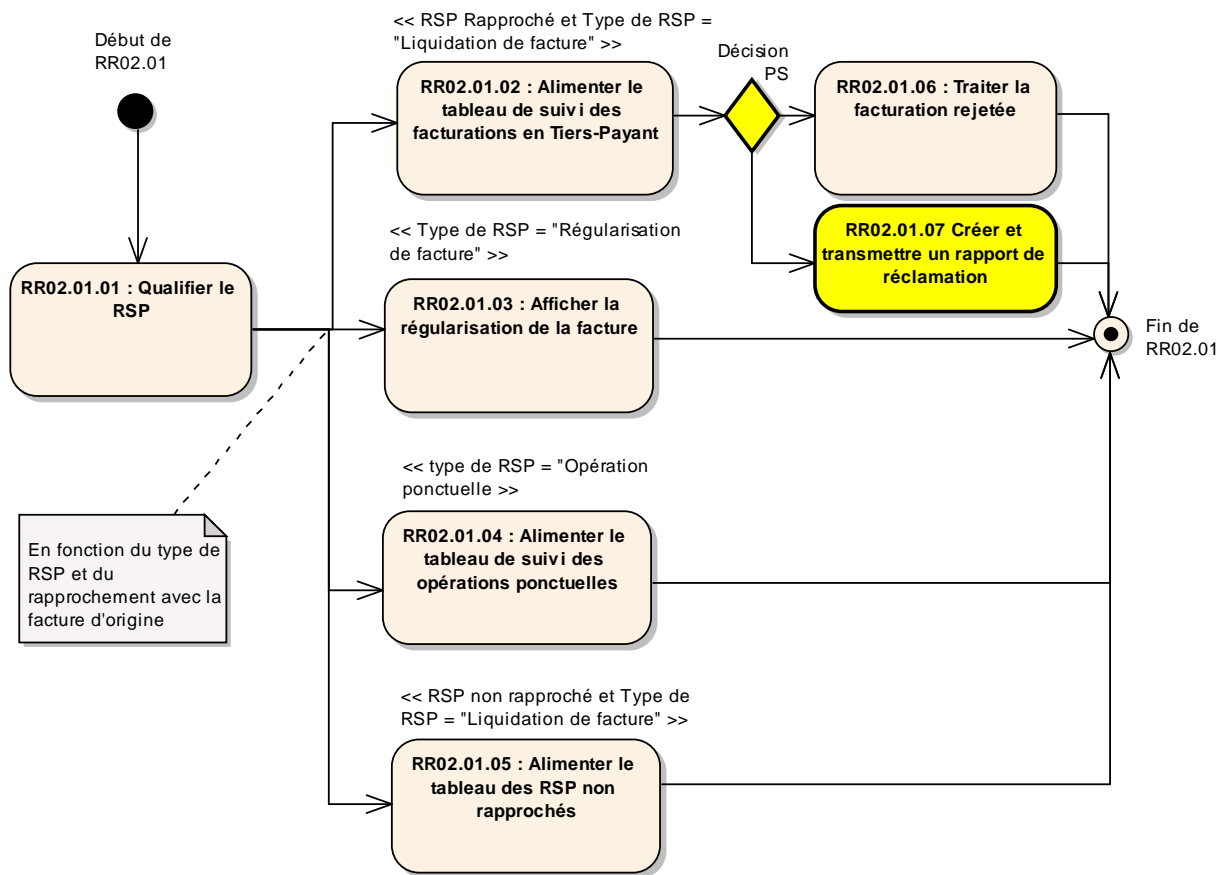 Début de
RR02.01
<< RSP Rapproché et Type de RSP =
"Liquidation de facture" >>
Décision
PS
RR02.01.02 : Alimenter le
tableau de suivi des
facturations en Tiers-Payant
RR02.01.06 : Traiter la
facturation rejetée
RR02.01.07 Créer et
transmettre un rapport de
réclamation
<< Type de RSP = "Régularisation
de facture" >>
RR02.01.01 : Qualifier le
RSP
RR02.01.03 : Afficher la
régularisation de la facture
Fin de
RR02.01
<< type de RSP = "Opération
ponctuelle >>
RR02.01.04 : Alimenter le
tableau de suivi des
opérations ponctuelles
En fonction du type de
RSP et du
rapprochement avec la
facture d'origine
<< RSP non rapproché et Type de
RSP = "Liquidation de facture" >>
RR02.01.05 : Alimenter le
tableau des RSP non
rapprochés